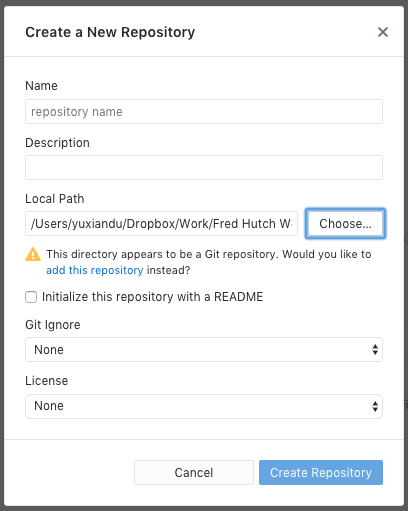 Create a New Repository
Name
repository name
Description
Local Path
/Users/yuxiandu/Dropbox/Work/Fred Hutch W
Choose...
This directory appears to be a Git repository. Would you like to
add this repository instead?
Initialize this repository with a README
Git Ignore
None
License
None
Cancel
Create Repository